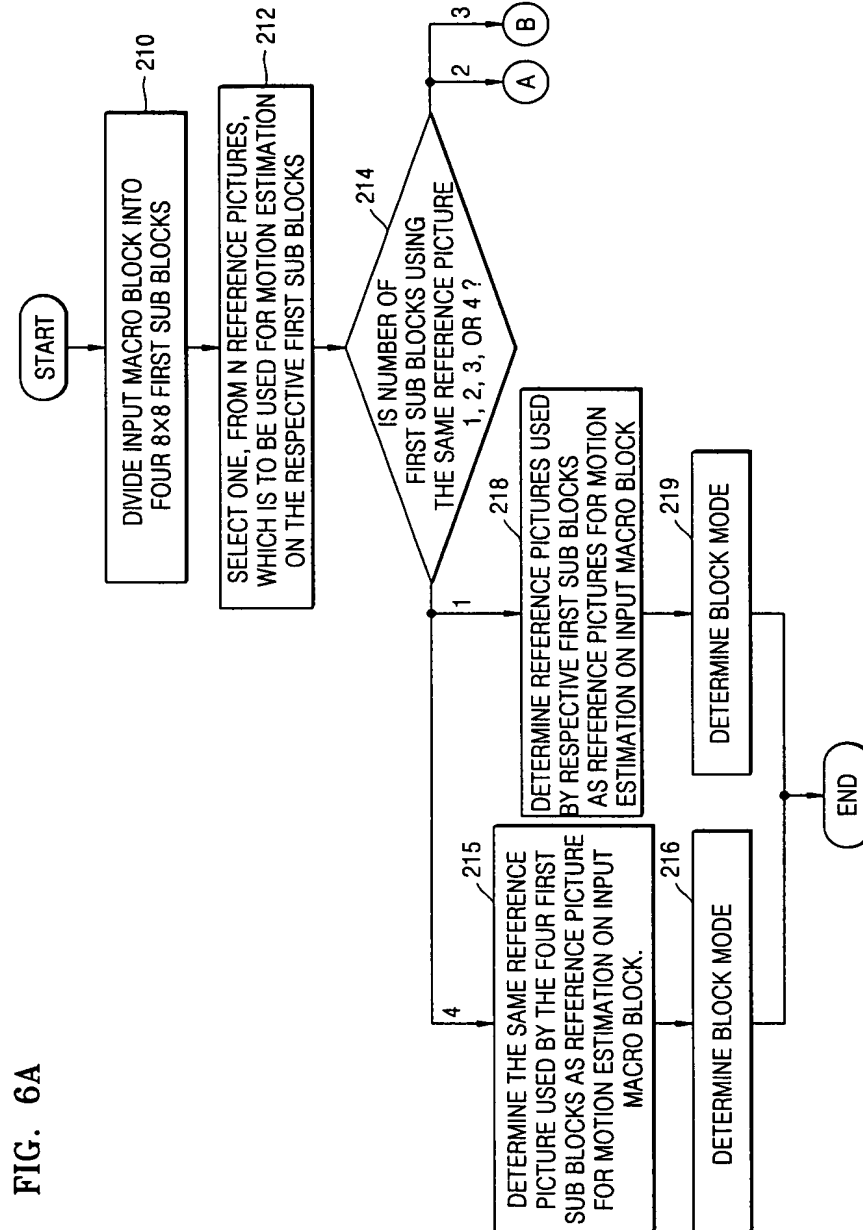 FIG. 6A
START
210
DIVIDE INPUT MACRO BLOCK INTO
FOUR 8×8 FIRST SUB BLOCKS
212
SELECT ONE, FROM N REFERENCE PICTURES,
WHICH IS TO BE USED FOR MOTION ESTIMATION
ON THE RESPECTIVE FIRST SUB BLOCKS
214
IS NUMBER OF
FIRST SUB BLOCKS USING
THE SAME REFERENCE PICTURE
1, 2, 3, OR 4 ?
4
1
2
3
A
B
215
DETERMINE THE SAME REFERENCE
PICTURE USED BY THE FOUR FIRST
SUB BLOCKS AS REFERENCE PICTURE
FOR MOTION ESTIMATION ON INPUT
MACRO BLOCK.
218
DETERMINE REFERENCE PICTURES USED
BY RESPECTIVE FIRST SUB BLOCKS
AS REFERENCE PICTURES FOR MOTION
ESTIMATION ON INPUT MACRO BLOCK
216
DETERMINE BLOCK MODE
219
DETERMINE BLOCK MODE
END